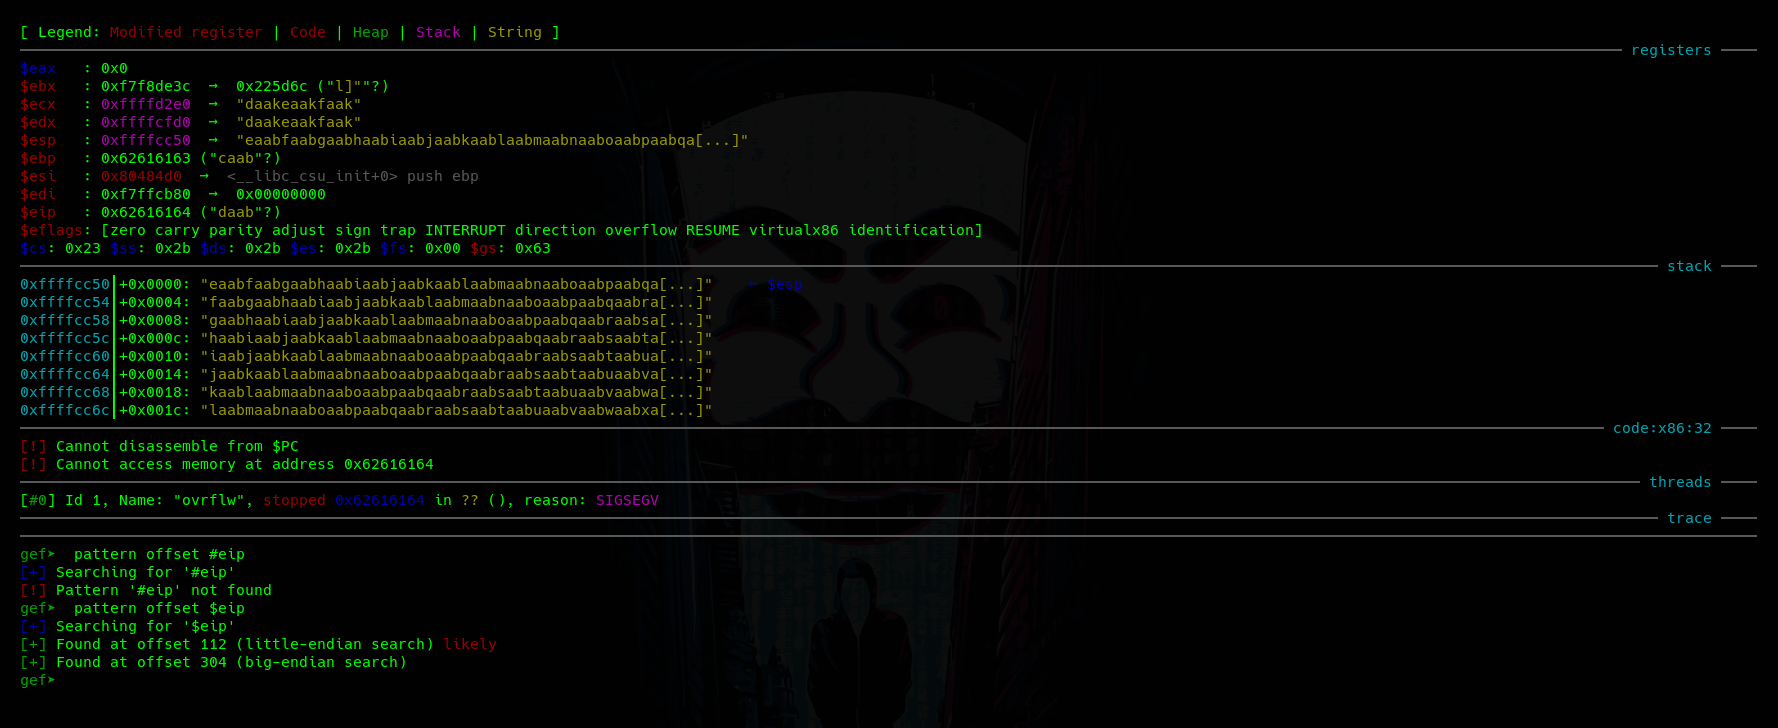 [ Legend: Modified register | Code | Heap | Stack | String ]
registers
$eax   : 0x0
$ebx   : 0xf7f8de3c  →  0x225d6c ("l]""?)
$ecx   : 0xffffd2e0  →  "daakeaakfaak"
$edx   : 0xffffcfd0  →  "daakeaakfaak"
$esp   : 0xffffcc50  →  "eaabfaabgaabhaabiaabjaabkaablaabmaabnaaboaabpaabqa[...]"
$ebp   : 0x62616163 ("caab"?)
$esi   : 0x80484d0  →  <__libc_csu_init+0> push ebp
$edi   : 0xf7ffcb80  →  0x00000000
$eip   : 0x62616164 ("daab"?)
$eflags: [zero carry parity adjust sign trap INTERRUPT direction overflow RESUME virtualx86 identification]
$cs: 0x23 $ss: 0x2b $ds: 0x2b $es: 0x2b $fs: 0x00 $gs: 0x63
stack
0xffffcc50│+0x0000: "eaabfaabgaabhaabiaabjaabkaablaabmaabnaaboaabpaabqa[...]"    ← $esp
0xffffcc54│+0x0004: "faabgaabhaabiaabjaabkaablaabmaabnaaboaabpaabqaabra[...]"
0xffffcc58│+0x0008: "gaabhaabiaabjaabkaablaabmaabnaaboaabpaabqaabraabsa[...]"
0xffffcc5c│+0x000c: "haabiaabjaabkaablaabmaabnaaboaabpaabqaabraabsaabta[...]"
0xffffcc60│+0x0010: "iaabjaabkaablaabmaabnaaboaabpaabqaabraabsaabtaabua[...]"
0xffffcc64│+0x0014: "jaabkaablaabmaabnaaboaabpaabqaabraabsaabtaabuaabva[...]"
0xffffcc68│+0x0018: "kaablaabmaabnaaboaabpaabqaabraabsaabtaabuaabvaabwa[...]"
0xffffcc6c│+0x001c: "laabmaabnaaboaabpaabqaabraabsaabtaabuaabvaabwaabxa[...]"
code:x86:32
[!] Cannot disassemble from $PC
[!] Cannot access memory at address 0x62616164
threads
[#0] Id 1, Name: "ovrflw", stopped 0x62616164 in ?? (), reason: SIGSEGV
trace
gef➤  pattern offset #eip
[+] Searching for '#eip'
[!] Pattern '#eip' not found
gef➤  pattern offset $eip
[+] Searching for '$eip'
[+] Found at offset 112 (little-endian search) likely
[+] Found at offset 304 (big-endian search)
gef➤